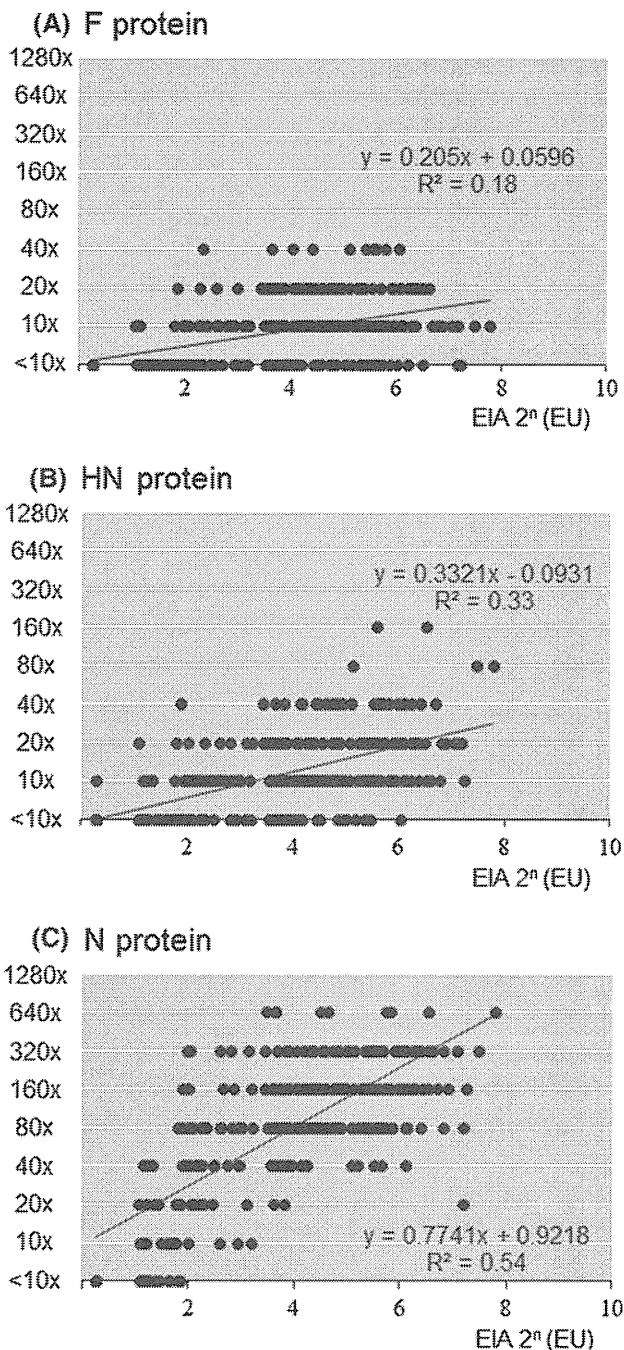 (A) F protein
1280x
640x
320x
160x
80x
40x
20x
10x
<10x
y = 0.205x + 0.0596
R² = 0.18
2 4 6 8 10
EIA 2ⁿ (EU)
(B) HN protein
1280x
640x
320x
160x
80x
40x
20x
10x
<10x
y = 0.3321x - 0.0931
R² = 0.33
2 4 6 8 10
EIA 2ⁿ (EU)
(C) N protein
1280x
640x
320x
160x
80x
40x
20x
10x
<10x
y = 0.7741x + 0.9218
R² = 0.54
2 4 6 8 10
EIA 2ⁿ (EU)